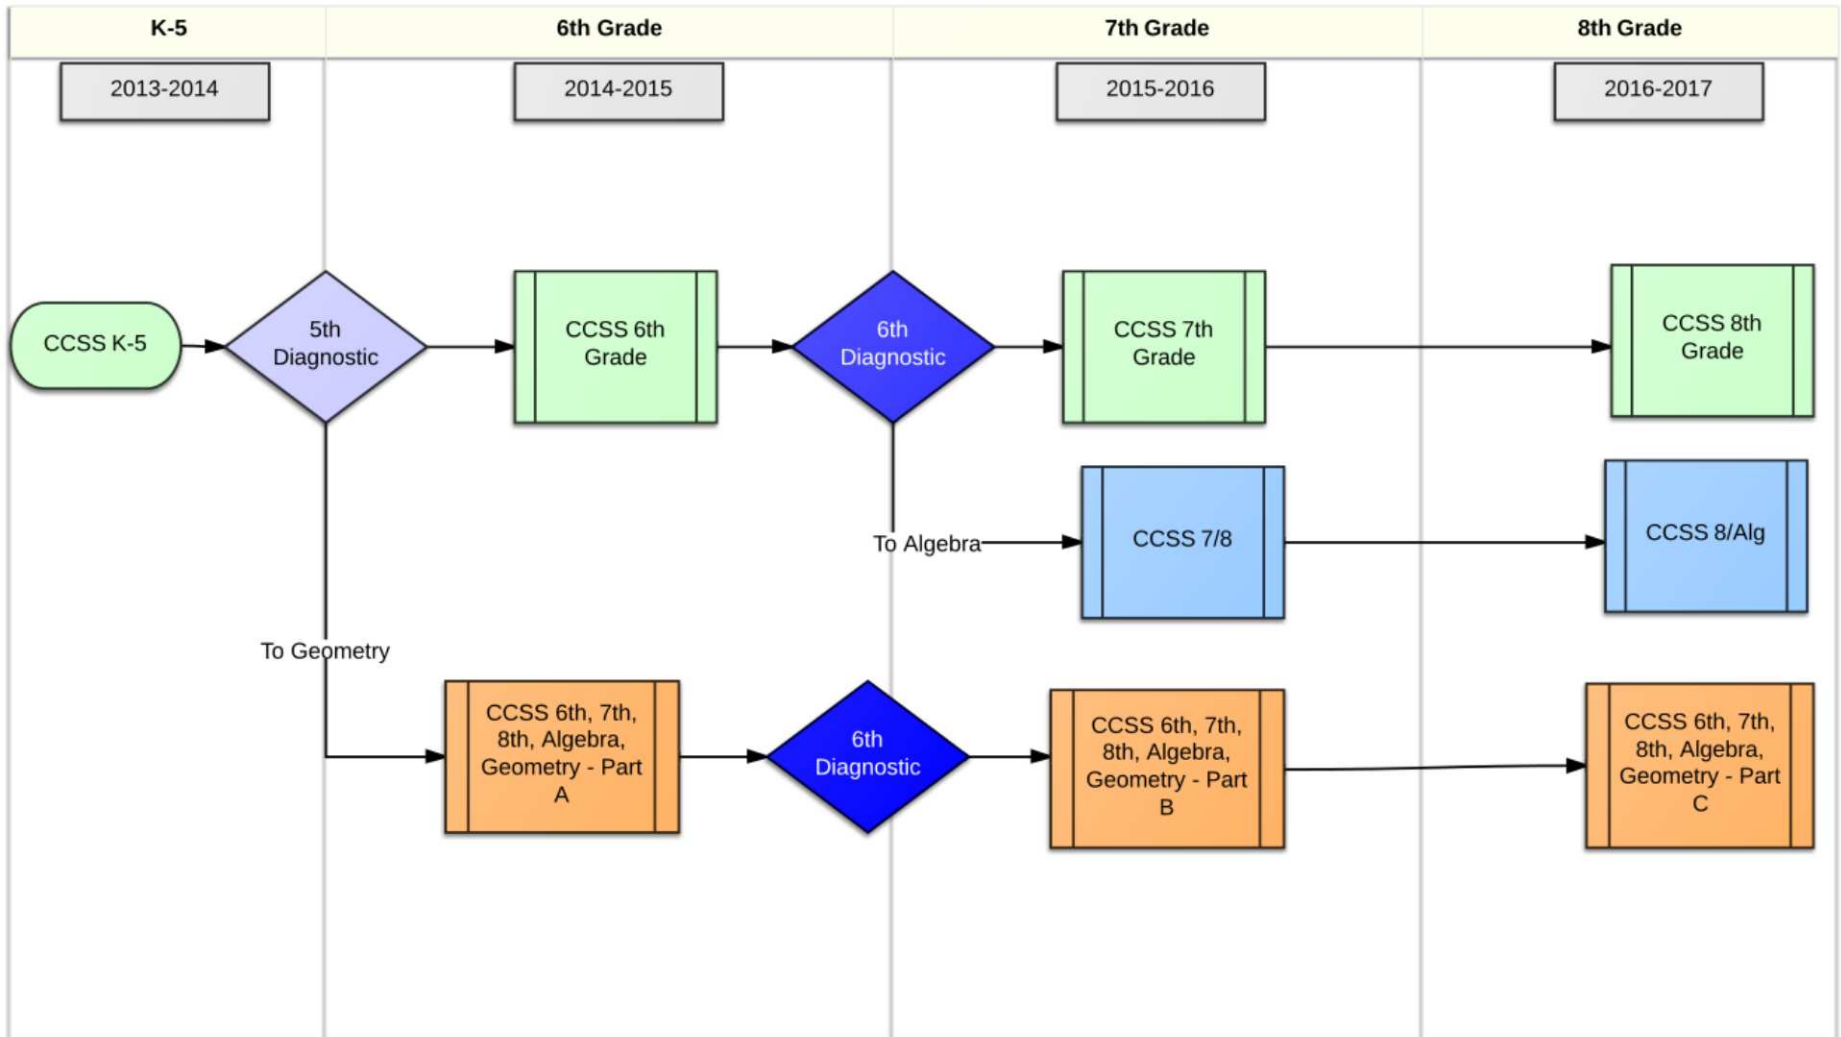 K-5
6th Grade
7th Grade
8th Grade
2013-2014
2014-2015
2015-2016
2016-2017
CCSS K-5
5th
Diagnostic
CCSS 6th
Grade
6th
Diagnostic
CCSS 7th
Grade
CCSS 8th
Grade
To Algebra
CCSS 7/8
CCSS 8/Alg
To Geometry
CCSS 6th, 7th,
8th, Algebra,
Geometry - Part
A
6th
Diagnostic
CCSS 6th, 7th,
8th, Algebra,
Geometry - Part
B
CCSS 6th, 7th,
8th, Algebra,
Geometry - Part
C